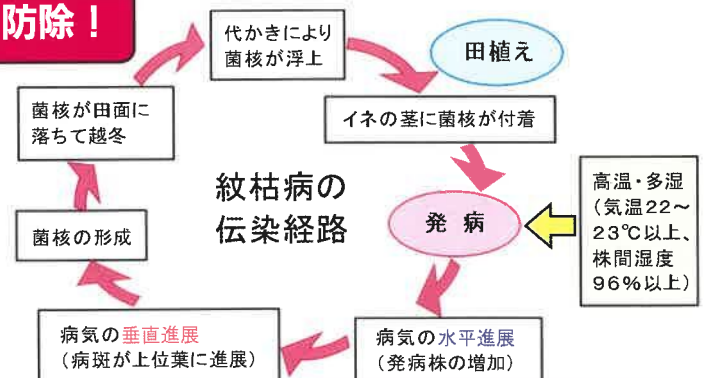 防除！
代かきにより
菌核が浮上
田植え
イネの茎に菌核が付着
発病
高温・多湿
（気温22～
23℃以上、
株間湿度
96％以上）
病気の水平進展
（発病株の増加）
病気の垂直進展
（病斑が上位葉に進展）
菌核の形成
菌核が田面に
落ちて越冬
紋枯病の
伝染経路